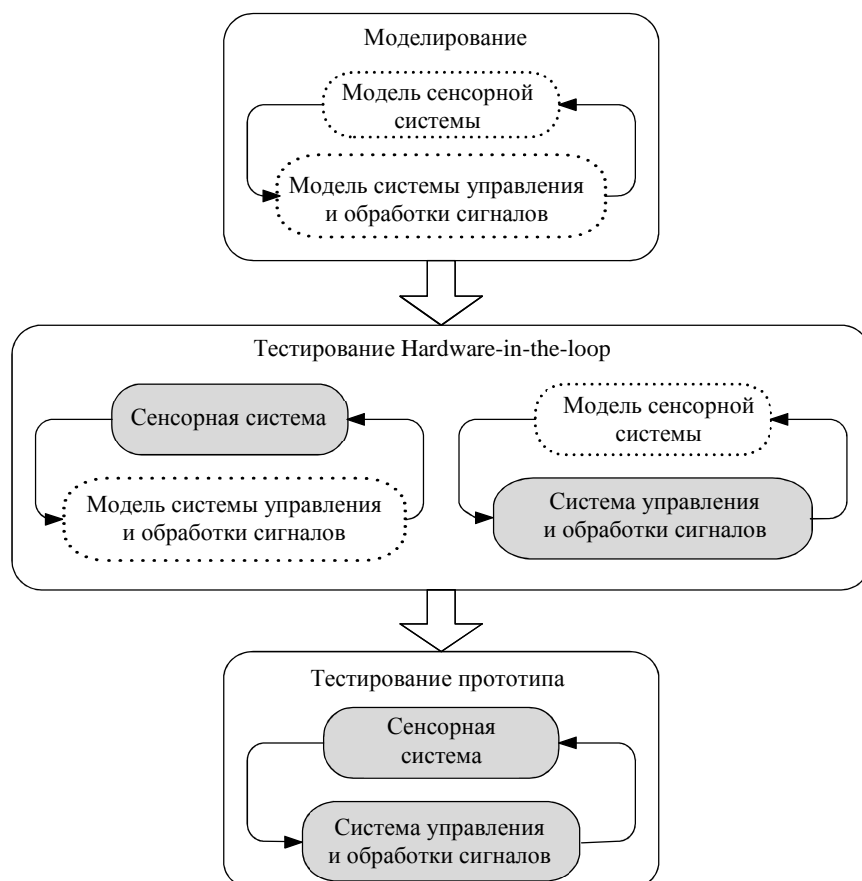 Моделирование
Модель сенсорной
системы
Модель системы управления
и обработки сигналов
Тестирование Hardware-in-the-loop
Сенсорная система
Модель системы управления
и обработки сигналов
Модель сенсорной
системы
Система управления
и обработки сигналов
Тестирование прототипа
Сенсорная
система
Система управления
и обработки сигналов